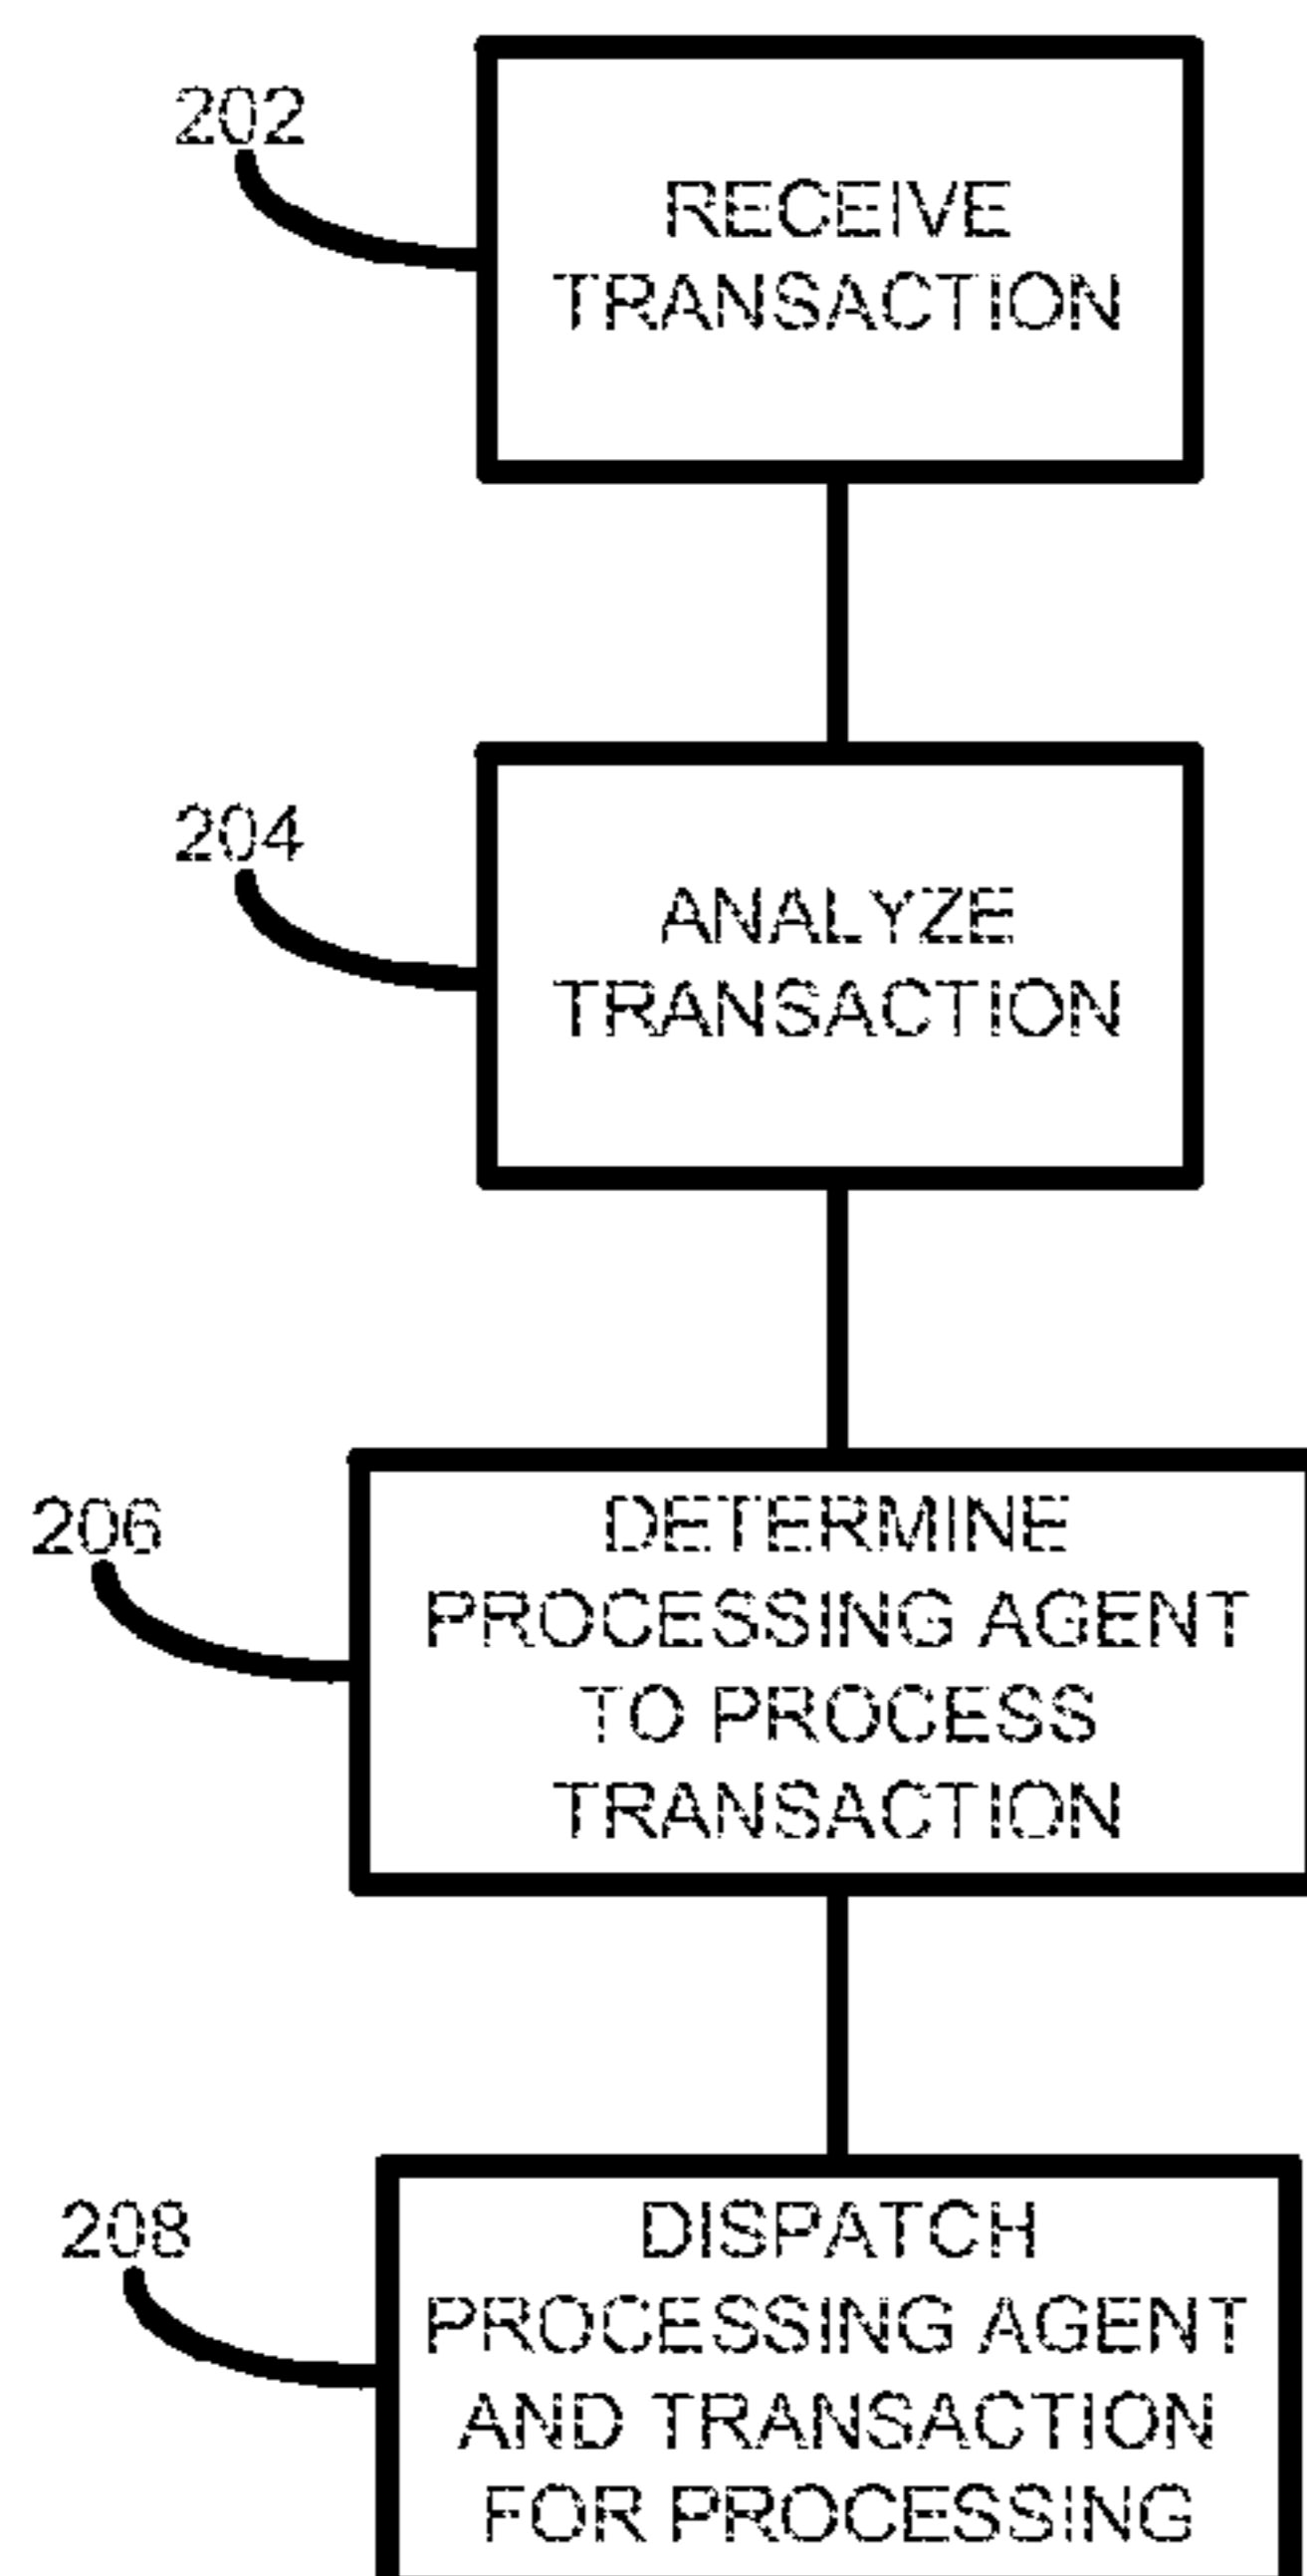 202
RECEIVE
TRANSACTION
204
ANALYZE
TRANSACTION
206
DETERMINE
PROCESSING AGENT
TO PROCESS
TRANSACTION
208
DISPATCH
PROCESSING AGENT
AND TRANSACTION
FOR PROCESSING